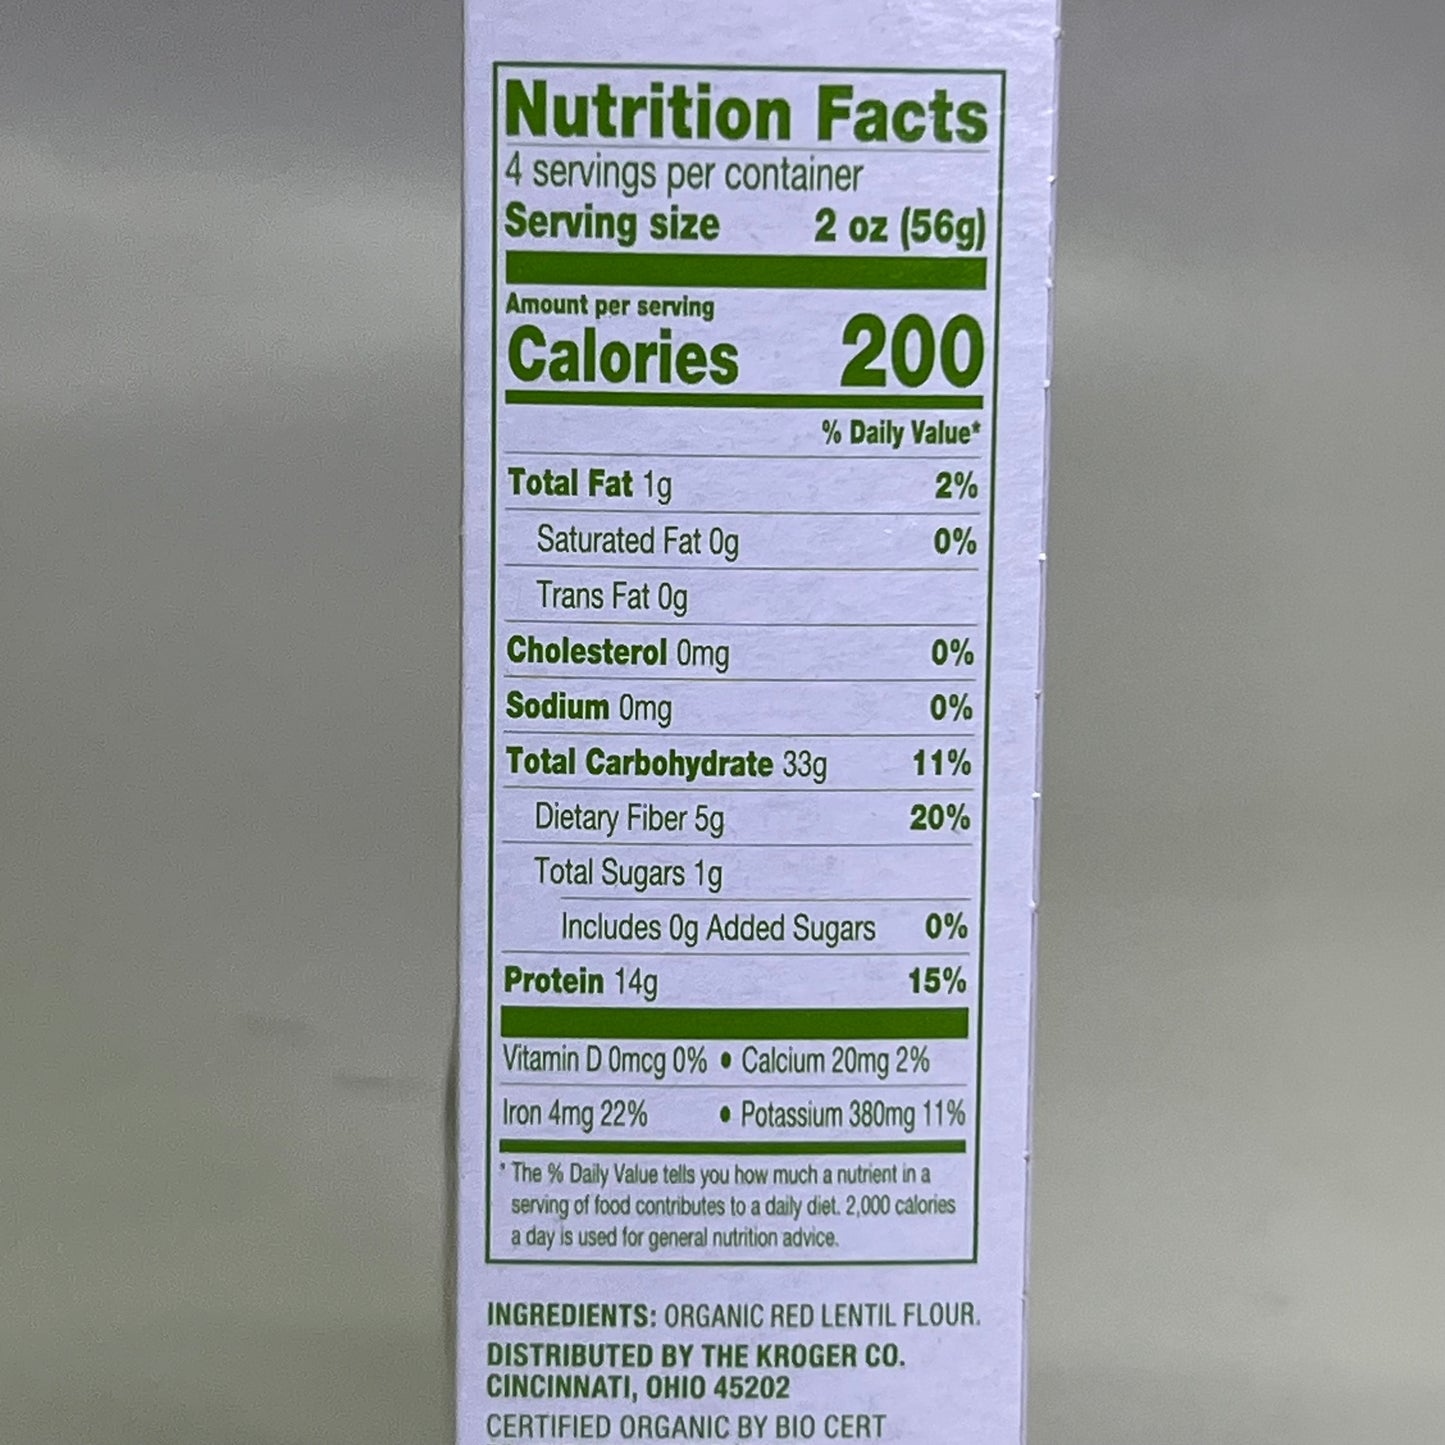 Nutrition Facts
4 servings per container
Serving size 2 oz (56g)
Amount per serving
Calories 200
% Daily Value*
Total Fat 1g 2%
Saturated Fat 0g 0%
Trans Fat 0g
Cholesterol 0mg 0%
Sodium 0mg 0%
Total Carbohydrate 33g 11%
Dietary Fiber 5g 20%
Total Sugars 1g
Includes 0g Added Sugars 0%
Protein 14g 15%
Vitamin D 0mcg 0% • Calcium 20mg 2%
Iron 4mg 22% • Potassium 380mg 11%
* The % Daily Value tells you how much a nutrient in a
serving of food contributes to a daily diet. 2,000 calories
a day is used for general nutrition advice.
INGREDIENTS: ORGANIC RED LENTIL FLOUR.
DISTRIBUTED BY THE KROGER CO.
CINCINNATI, OHIO 45202
CERTIFIED ORGANIC BY BIO CERT